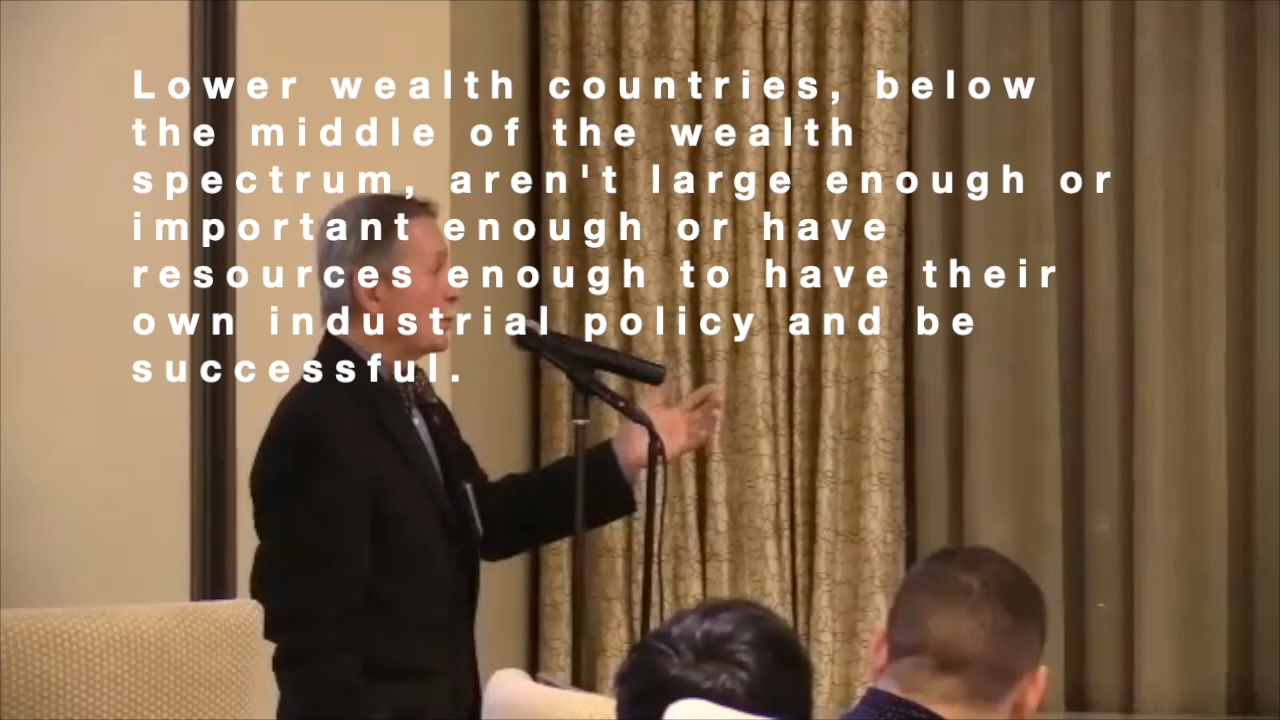 Lower wealth countries, below
the middle of the wealth
spectrum, aren't large enough or
important enough or have
resources enough to have their
own industrial policy and be
successful.